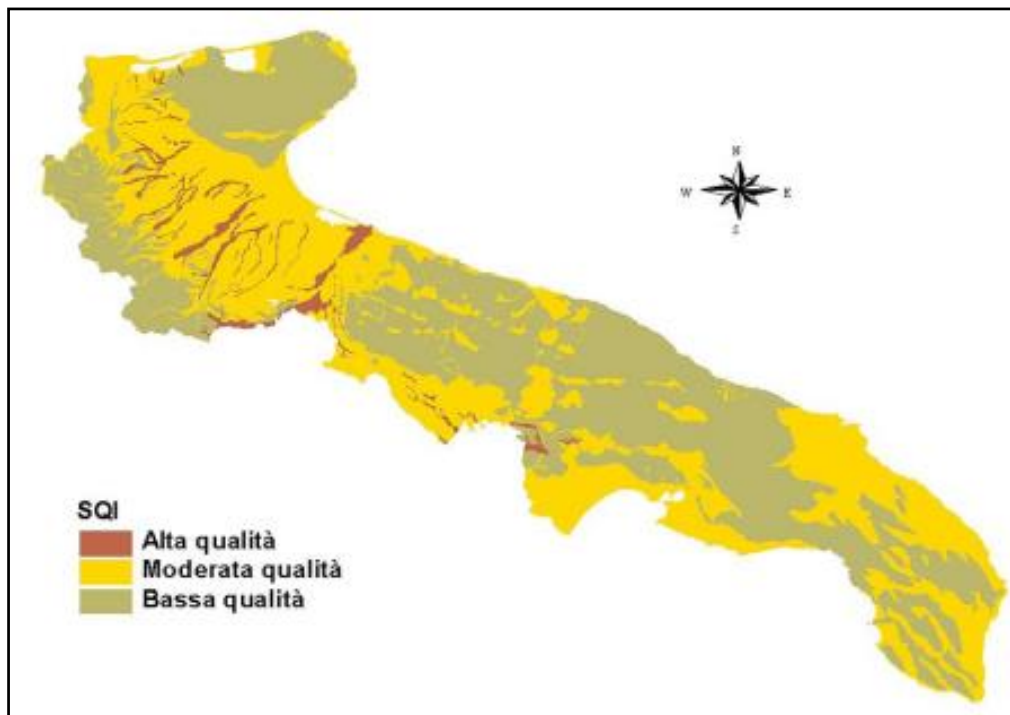 N
W E
S
SQI
Alta qualità
Moderata qualità
Bassa qualità